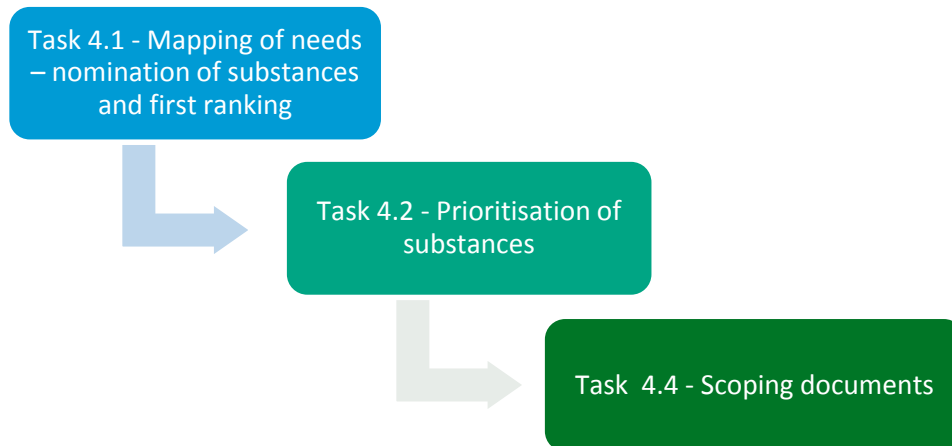 Task 4.1 - Mapping of needs
– nomination of substances
and first ranking
Task 4.2 - Prioritisation of
substances
Task  4.4 - Scoping documents